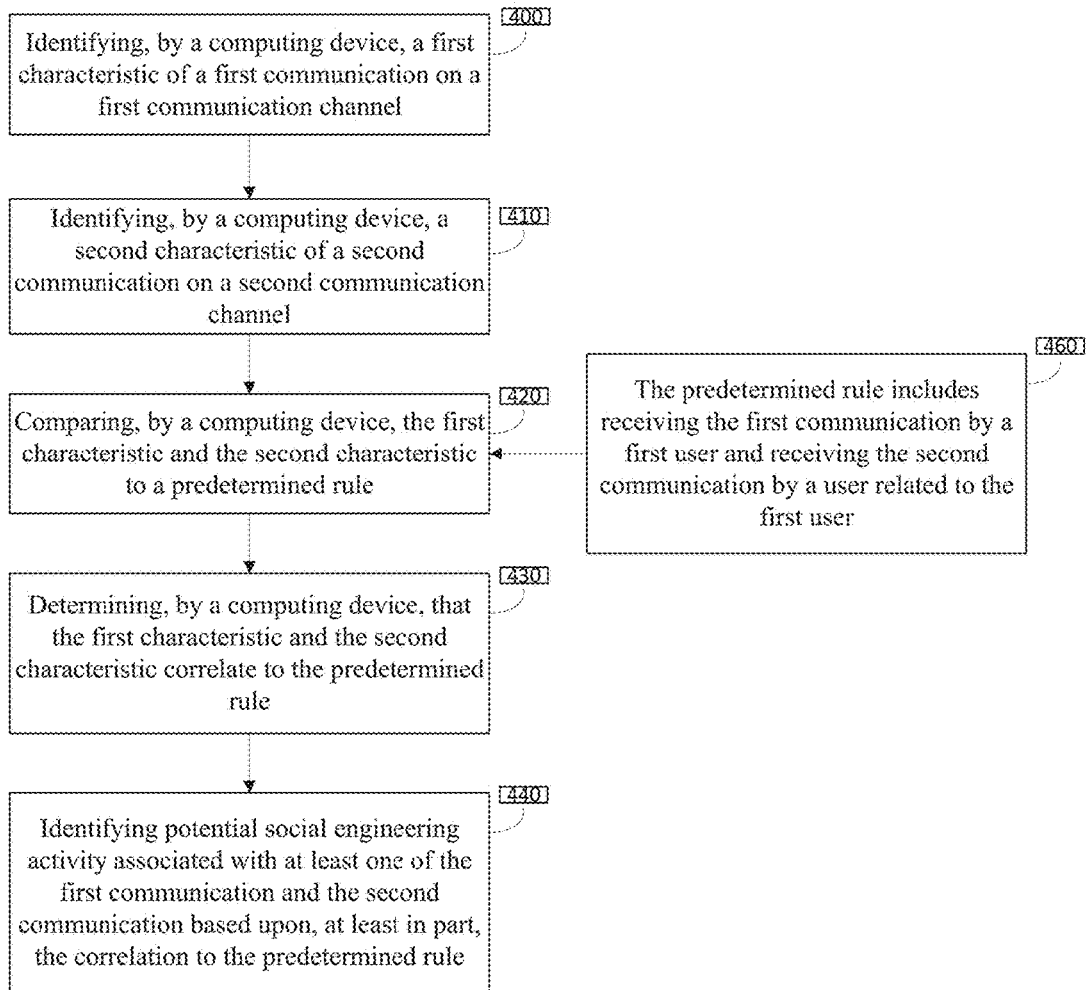 400
Identifying, by a computing device, a first
characteristic of a first communication on a
first communication channel
410
Identifying, by a computing device, a
second characteristic of a second
communication on a second communication
channel
420
Comparing, by a computing device, the first
characteristic and the second characteristic
to a predetermined rule
460
The predetermined rule includes
receiving the first communication by a
first user and receiving the second
communication by a user related to the
first user
430
Determining, by a computing device, that
the first characteristic and the second
characteristic correlate to the predetermined
rule
440
Identifying potential social engineering
activity associated with at least one of the
first communication and the second
communication based upon, at least in part,
the correlation to the predetermined rule